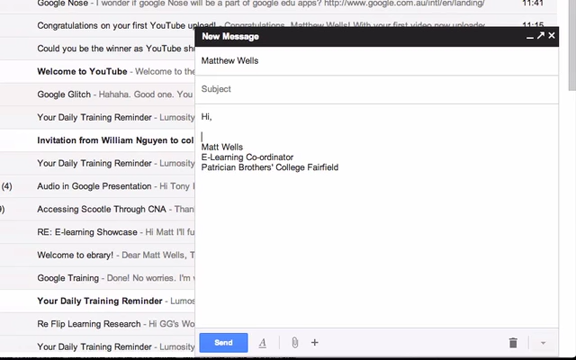 Google Nose - I wonder if google Nose will be a part of google edu apps? http://www.google.com.au/intl/en/landing/ 11:41
Congratulations on your first YouTube upload! - Congratulations, Matthew Wells! With your first video now uploaded 11:15
Could you be the winner as YouTube sh
New Message
Welcome to YouTube - Welcome to the
Matthew Wells
Google Glitch - Hahaha. Good one. You
Subject
Your Daily Training Reminder - Lumosity
Hi,
Invitation from William Nguyen to col
Matt Wells
E-Learning Co-ordinator
Patrician Brothers' College Fairfield
Your Daily Training Reminder - Lumosity
(4) Audio in Google Presentation - Hi Tony
9) Accessing Scootle Through CNA - Than
RE: E-learning Showcase - Hi Matt I'll fu
Welcome to ebrary! - Dear Matt Wells, T
Google Training - Done! No worries. I'm
Your Daily Training Reminder - Lumos
Re Flip Learning Research - Hi GG's Wo
Your Daily Training Reminder - Lumosity
Send